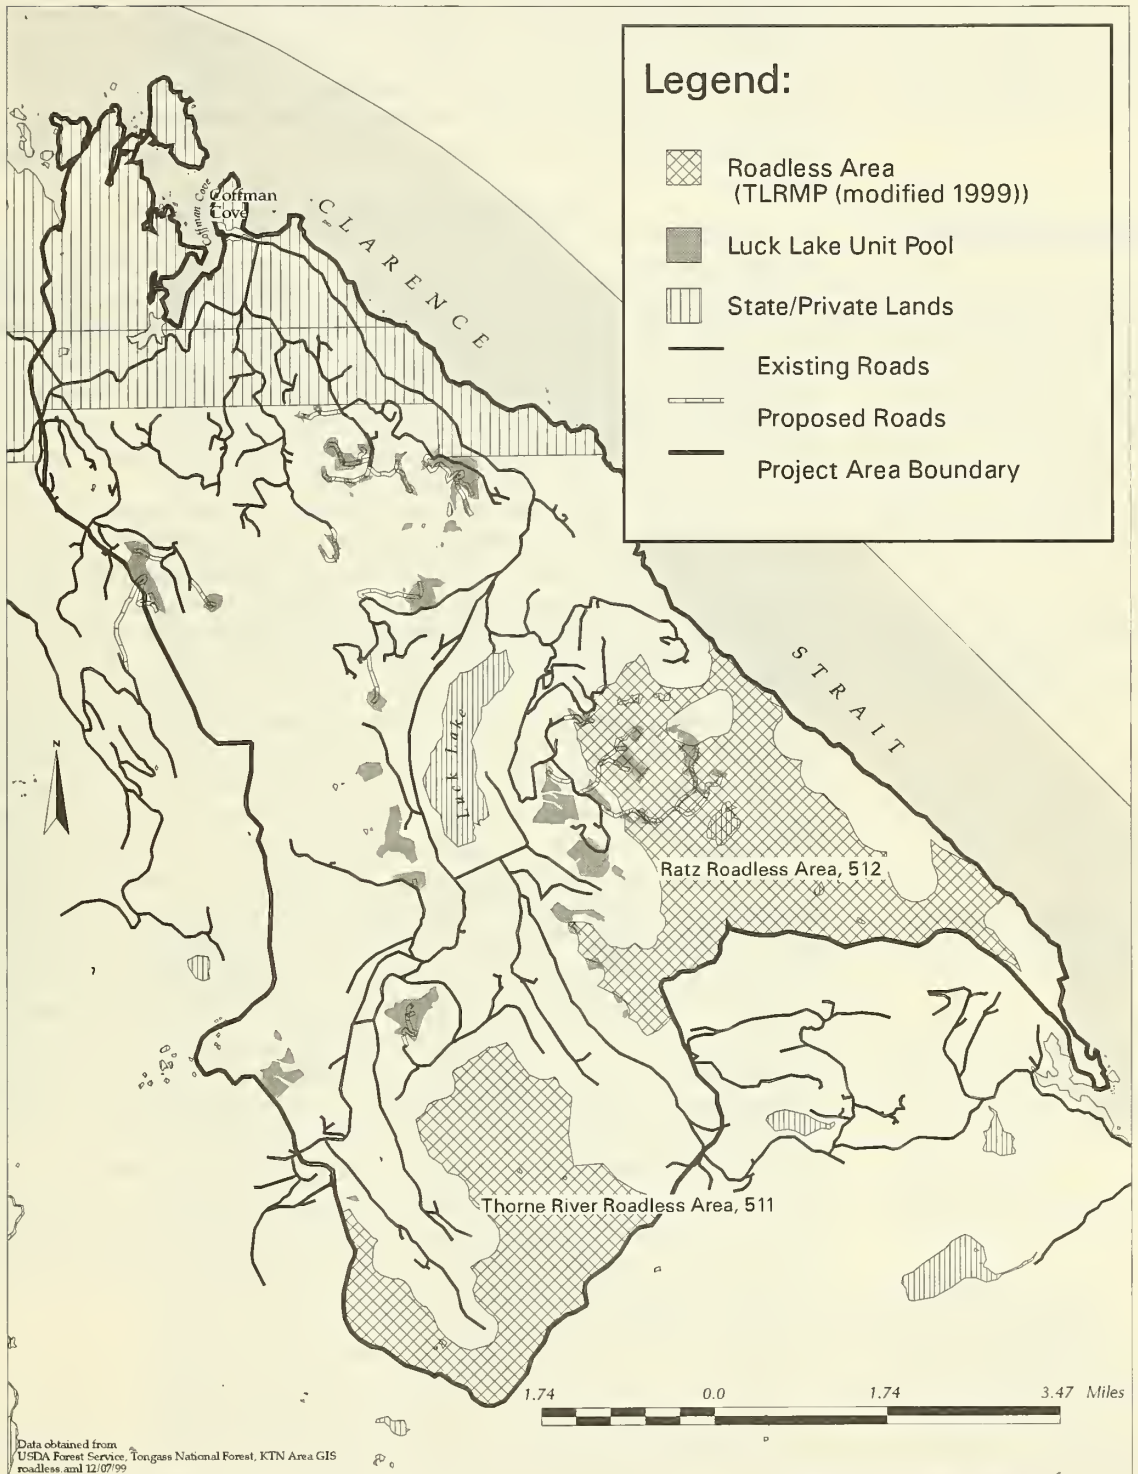 Legend:
Roadless Area
(TLRMP (modified 1999))
Luck Lake Unit Pool
State/Private Lands
Existing Roads
Proposed Roads
Project Area Boundary
Coffman
Cove
Coffman Cove
CLARENCE
STRAIT
Luck Lake
N
Ratz Roadless Area, 512
Thorne River Roadless Area, 511
1.74 0.0 1.74 3.47 Miles
Data obtained from
USDA Forest Service, Tongass National Forest, KTN Area GIS
roadless.aml 12/07/99